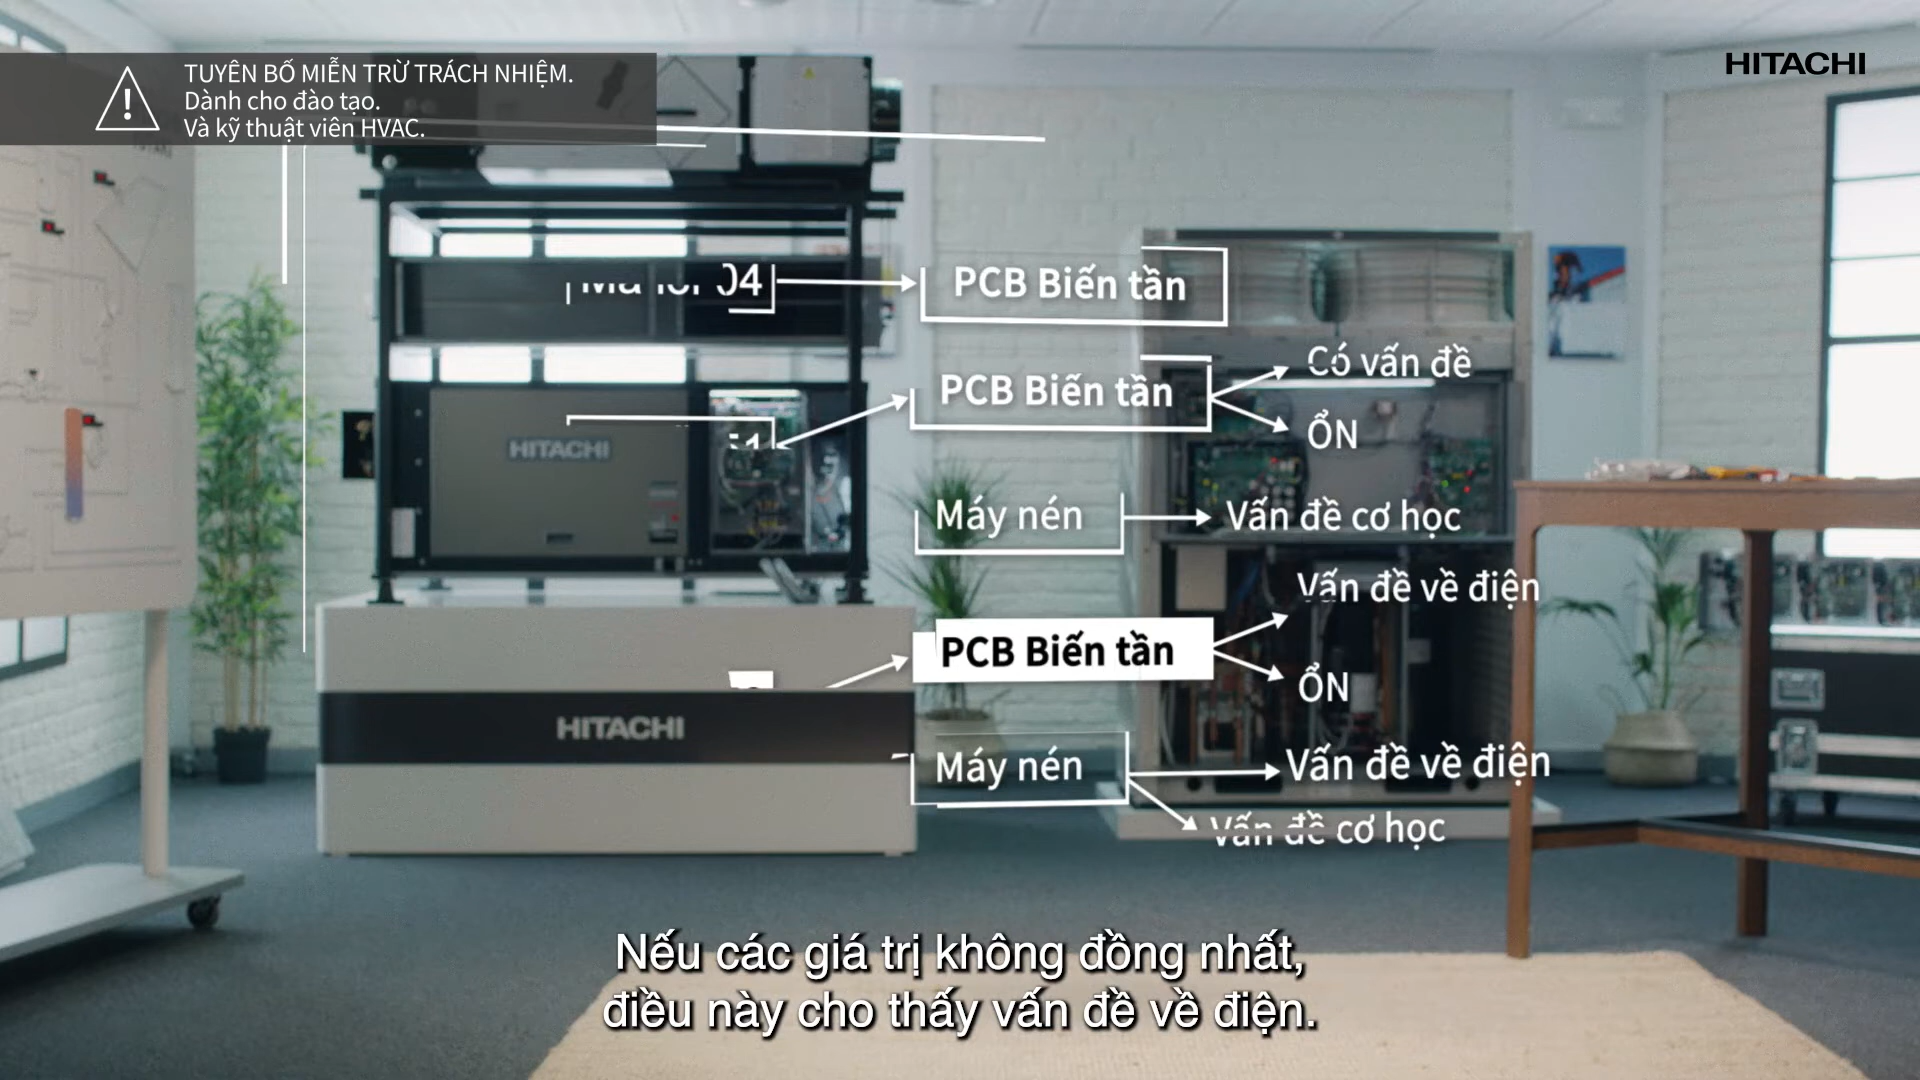 TUYÊN BỐ MIỄN TRỪ TRÁCH NHIỆM.
Dành cho đào tạo.
Và kỹ thuật viên HVAC.
HITACHI
04
PCB Biến tần
PCB Biến tần
Có vấn đề
ỔN
HITACHI
Máy nén
Vấn đề cơ học
Vấn đề về điện
PCB Biến tần
ỔN
HITACHI
Máy nén
Vấn đề về điện
Vấn đề cơ học
Nếu các giá trị không đồng nhất,
điều này cho thấy vấn đề về điện.